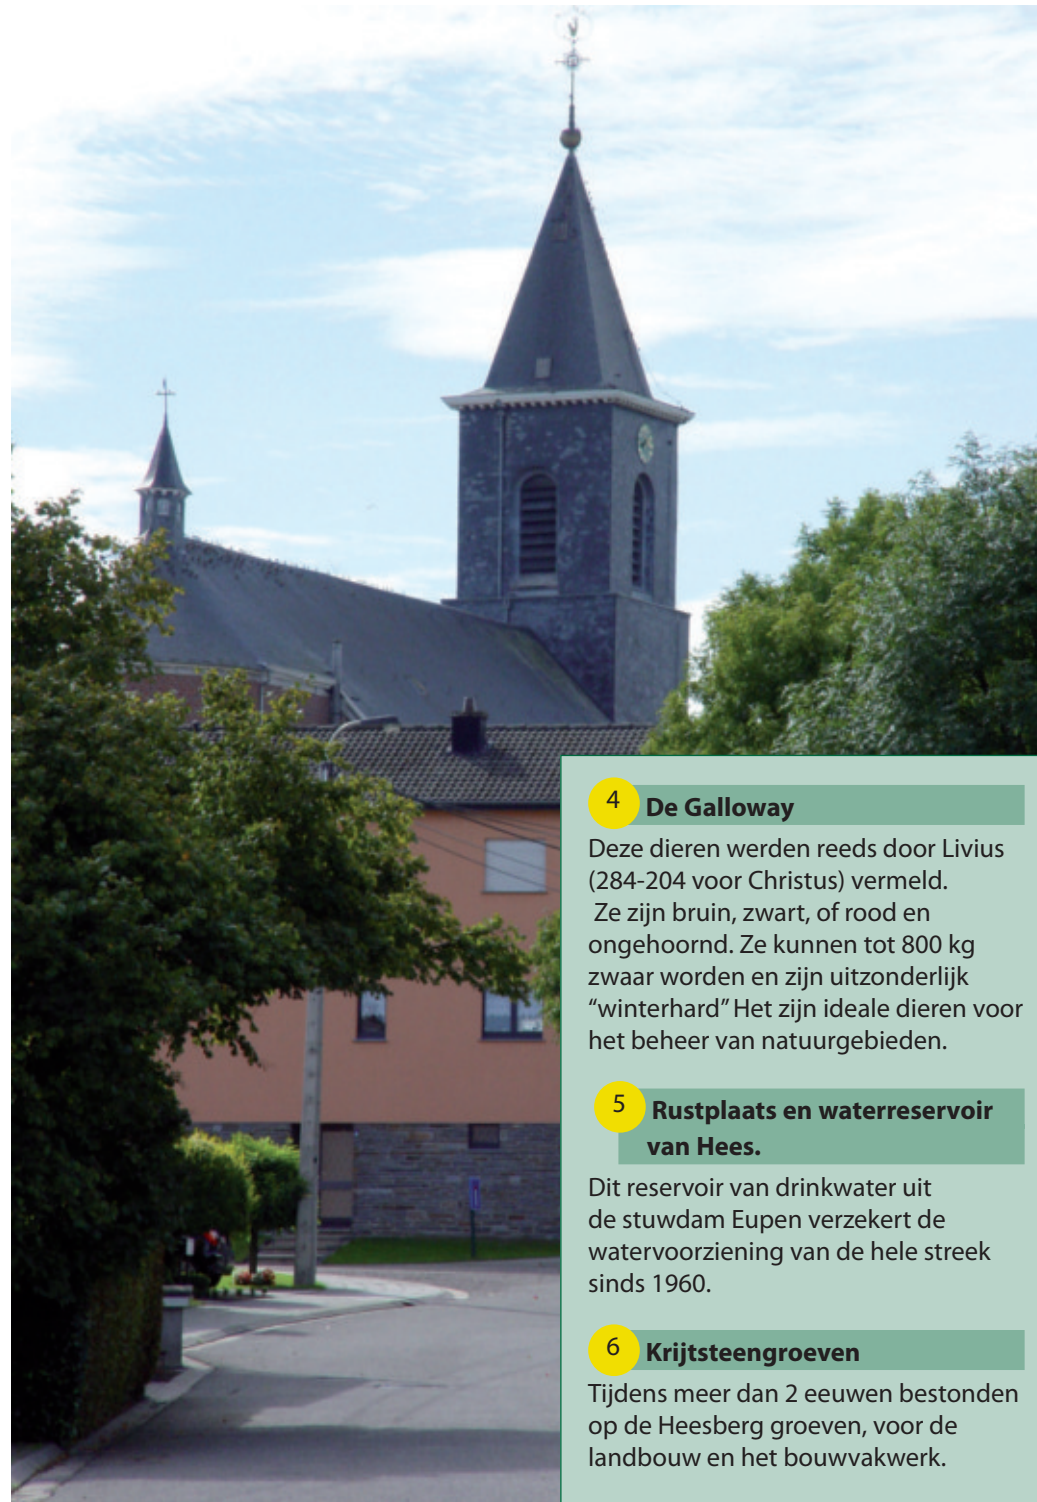 4 De Galloway
Deze dieren werden reeds door Livius
(284-204 voor Christus) vermeld.
Ze zijn bruin, zwart, of rood en
ongehoornd. Ze kunnen tot 800 kg
zwaar worden en zijn uitzonderlijk
“winterhard” Het zijn ideale dieren voor
het beheer van natuurgebieden.
5 Rustplaats en waterreservoir
van Hees.
Dit reservoir van drinkwater uit
de stuwdam Eupen verzekert de
watervoorziening van de hele streek
sinds 1960.
6 Krijtsteengroeven
Tijdens meer dan 2 eeuwen bestonden
op de Heesberg groeven, voor de
landbouw en het bouwvakwerk.